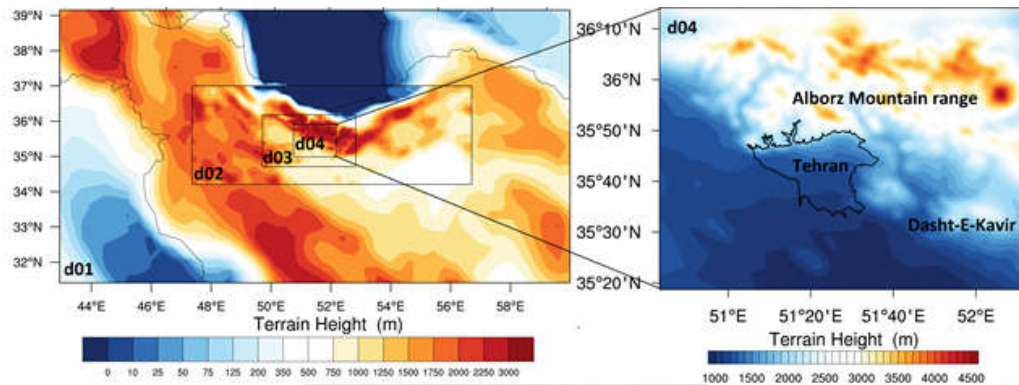 39°N
38°N
37°N
36°N
35°N
34°N
33°N
32°N
d01
d02
d03
d04
44°E 46°E 48°E 50°E 52°E 54°E 56°E 58°E
Terrain Height (m)
0 10 25 50 75 120 200 350 500 1000 1250 1500 1750 2000 2250 3000
d04
36°10'N
36°N
35°50'N
35°40'N
35°30'N
35°20'N
Alborz Mountain range
Tehran
Dasht-E-Kavir
51°E 51°20'E 51°40'E 52°E
Terrain Height (m)
1000 1500 2000 2500 3000 3500 4000 4500